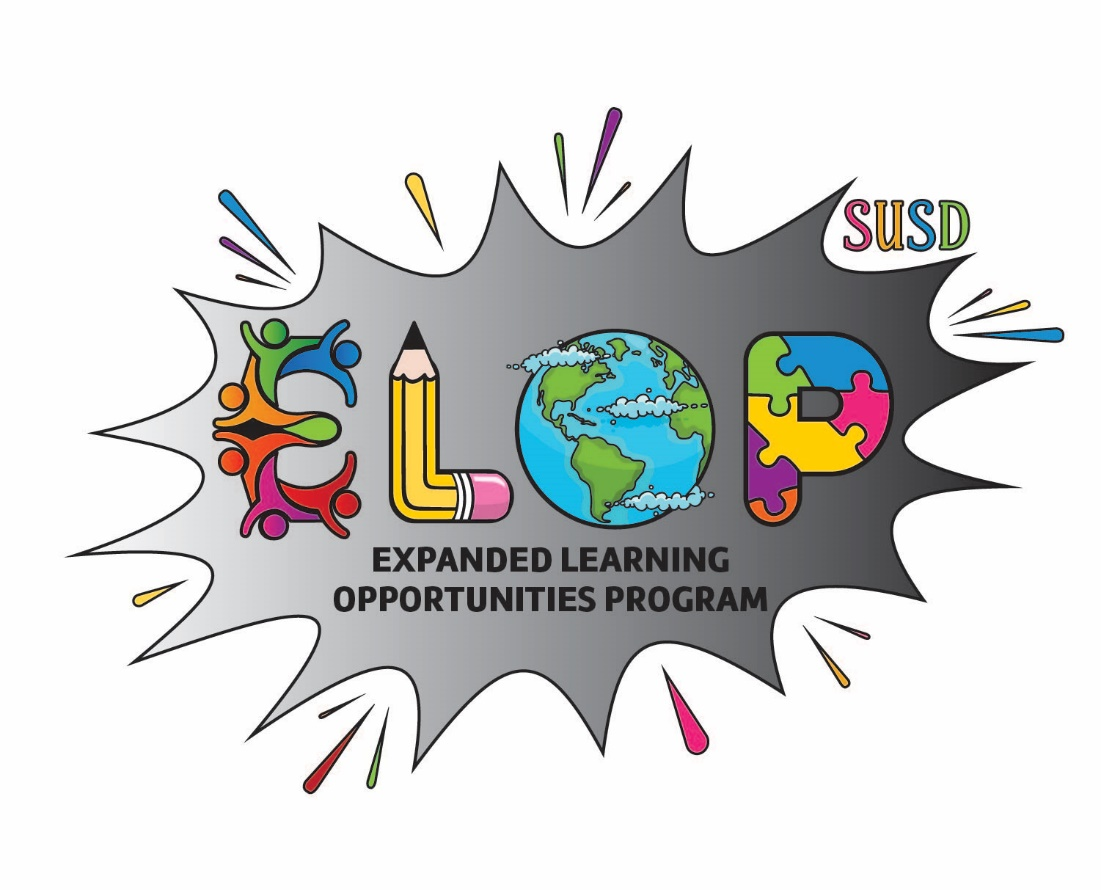 SUSD
ELOP
EXPANDED LEARNING
OPPORTUNITIES PROGRAM